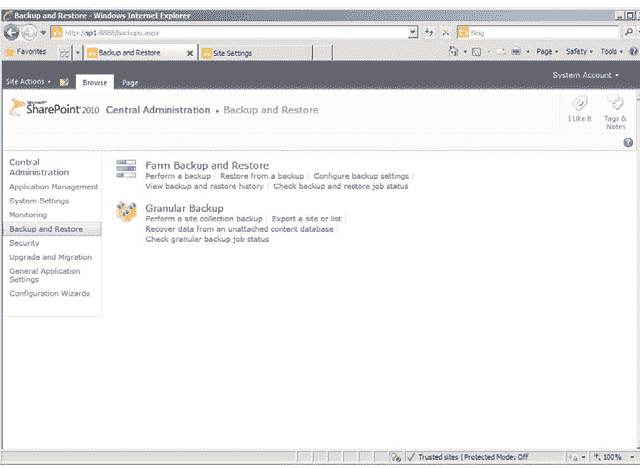 Backup and Restore - Windows Internet Explorer
http://sp1:8888/backups.aspx
Bing
Favorites
Backup and Restore
Site Settings
Page
Safety
Tools
Site Actions
Browse
Page
System Account
Microsoft
SharePoint 2010
Central Administration
Backup and Restore
I Like It
Tags &
Notes
Central
Administration
Application Management
System Settings
Monitoring
Backup and Restore
Security
Upgrade and Migration
General Application
Settings
Configuration Wizards
Farm Backup and Restore
Perform a backup | Restore from a backup | Configure backup settings |
View backup and restore history | Check backup and restore job status
Granular Backup
Perform a site collection backup | Export a site or list |
Recover data from an unattached content database |
Check granular backup job status
Trusted sites | Protected Mode: Off
100%